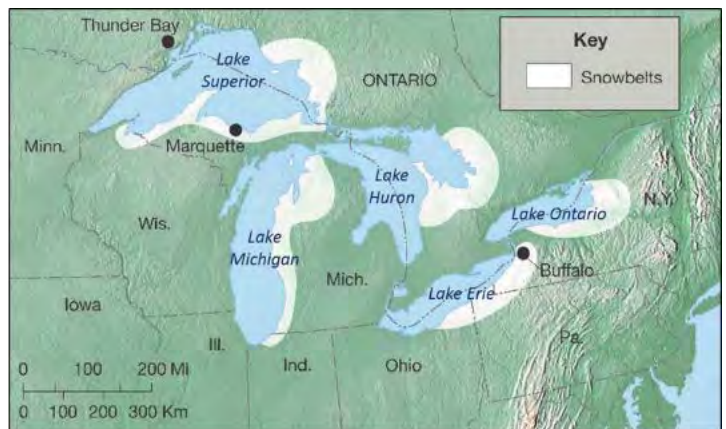 Thunder Bay
Lake
Superior
ONTARIO
Key
Snowbelts
Minn.
Marquette
Wis.
Lake
Michigan
Lake
Huron
Mich.
Lake Ontario
N.Y.
Buffalo
Lake Erie
Iowa
Ill.
Ind.
Ohio
Pa.
0 100 200 MI
0 100 200 300 Km